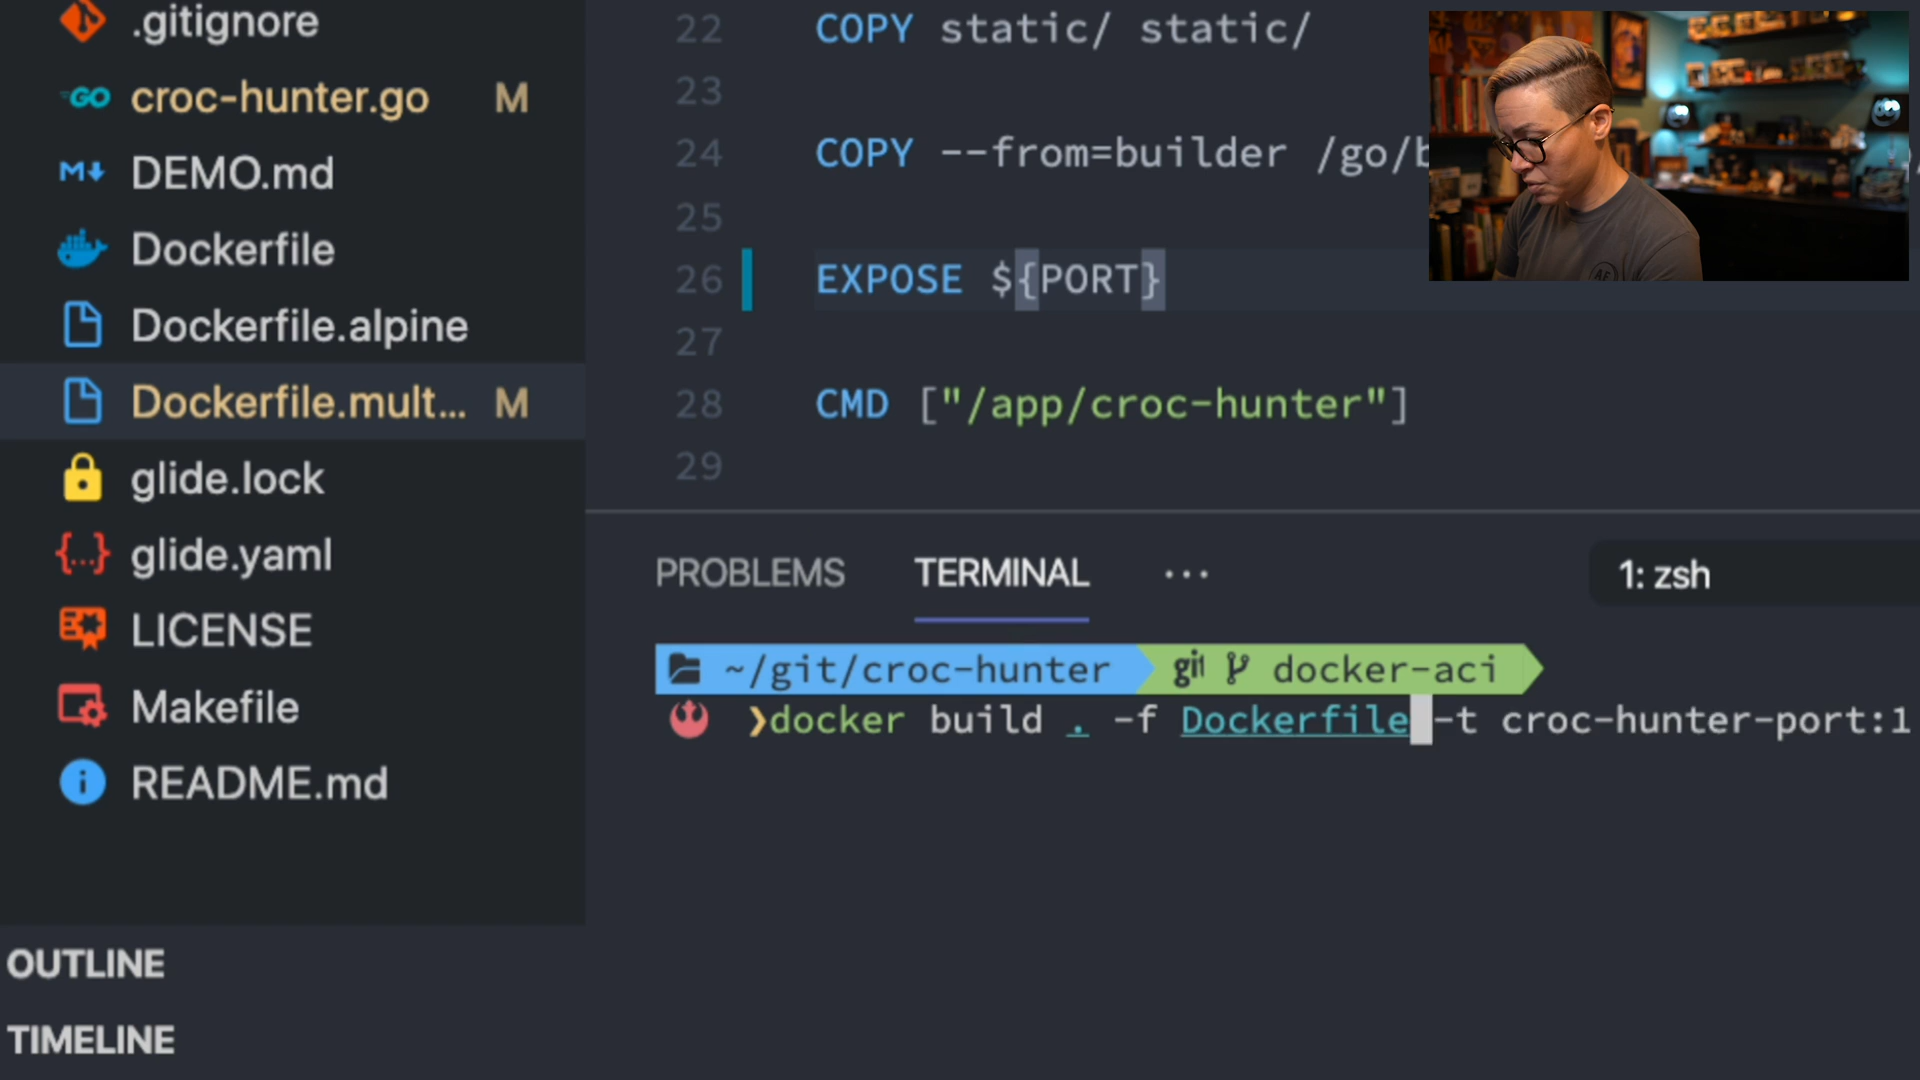 .gitignore
croc-hunter.go M
DEMO.md
Dockerfile
Dockerfile.alpine
Dockerfile.mult... M
glide.lock
{...} glide.yaml
LICENSE
Makefile
README.md
OUTLINE
TIMELINE
22 COPY static/ static/
23
24 COPY --from=builder /go/b
25
26 EXPOSE ${PORT}
27
28 CMD ["/app/croc-hunter"]
29
PROBLEMS TERMINAL ...
1: zsh
~/git/croc-hunter git docker-aci
❯docker build . -f Dockerfile -t croc-hunter-port:1